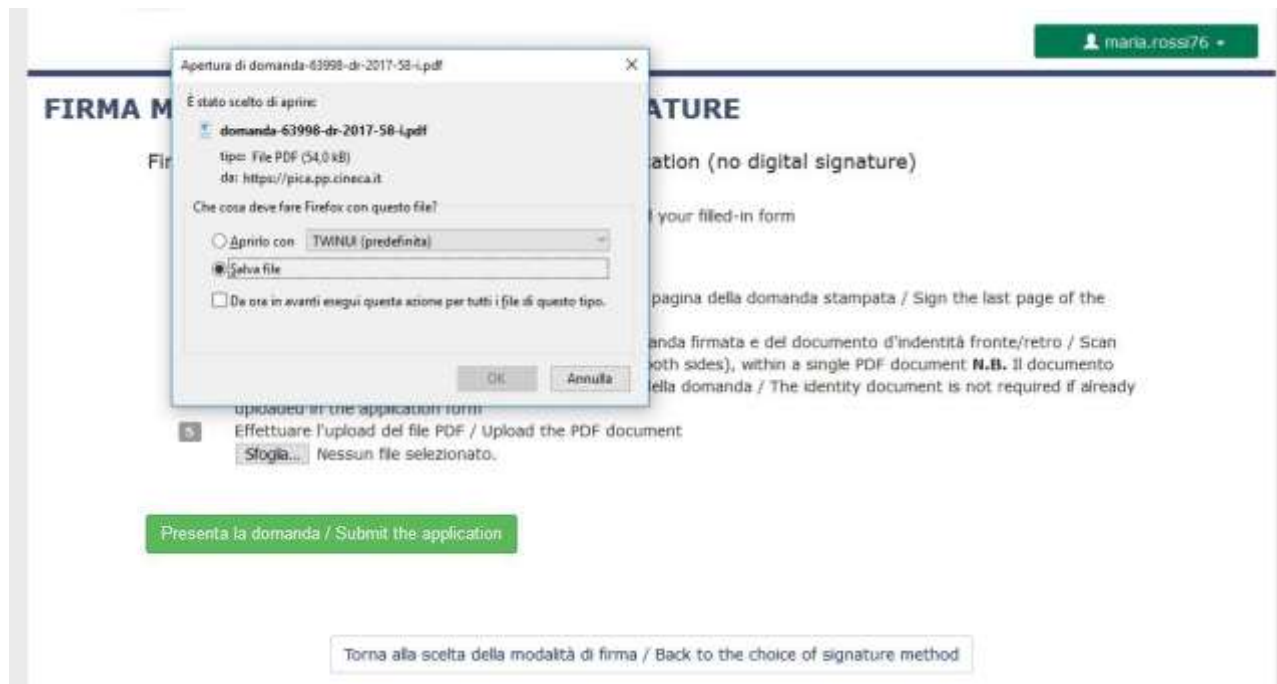 maria.rossi76
Apertura di domanda-63998-dr-2017-58-i.pdf
È stato scelto di aprire:
domanda-63998-dr-2017-58-i.pdf
tipo: File PDF (54,0 kB)
da: https://pica.pp.cineca.it
Che cosa deve fare Firefox con questo file?
Aprirlo con TWINUI (predefinita)
Salva file
Da ora in avanti esegui questa azione per tutti i file di questo tipo.
OK Annulla
FIRMA M ATURE
Fir ation (no digital signature)
your filled-in form
pagina della domanda stampata / Sign the last page of the
anda firmata e del documento d'indentità fronte/retro / Scan
both sides), within a single PDF document N.B. Il documento
della domanda / The identity document is not required if already
uploaded in the application form
5 Effettuare l'upload del file PDF / Upload the PDF document
Sfoglia... Nessun file selezionato.
Presenta la domanda / Submit the application
Torna alla scelta della modalità di firma / Back to the choice of signature method